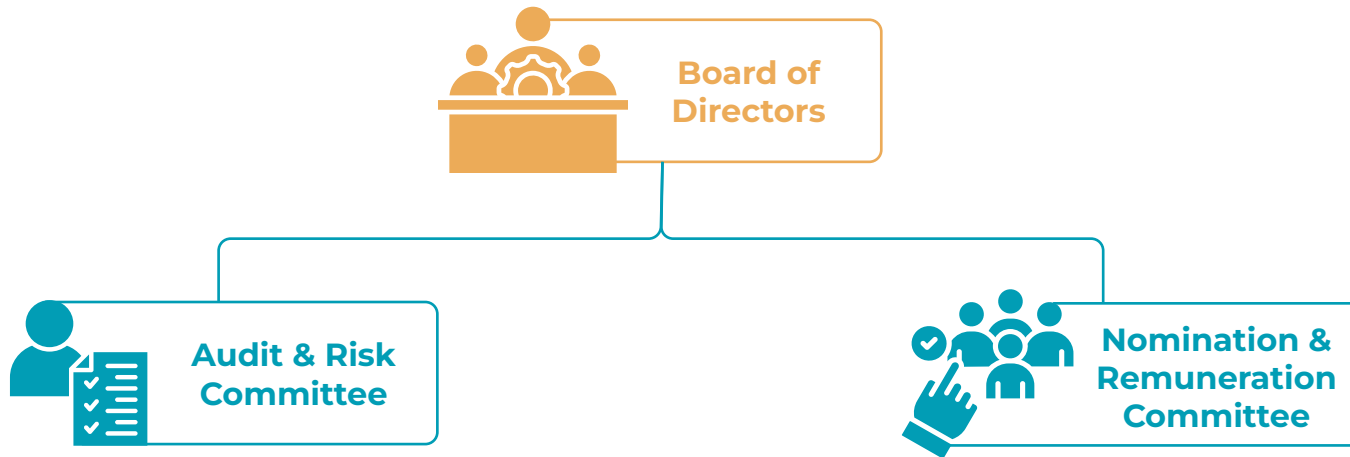 Board of
Directors
Audit & Risk
Committee
Nomination &
Remuneration
Committee